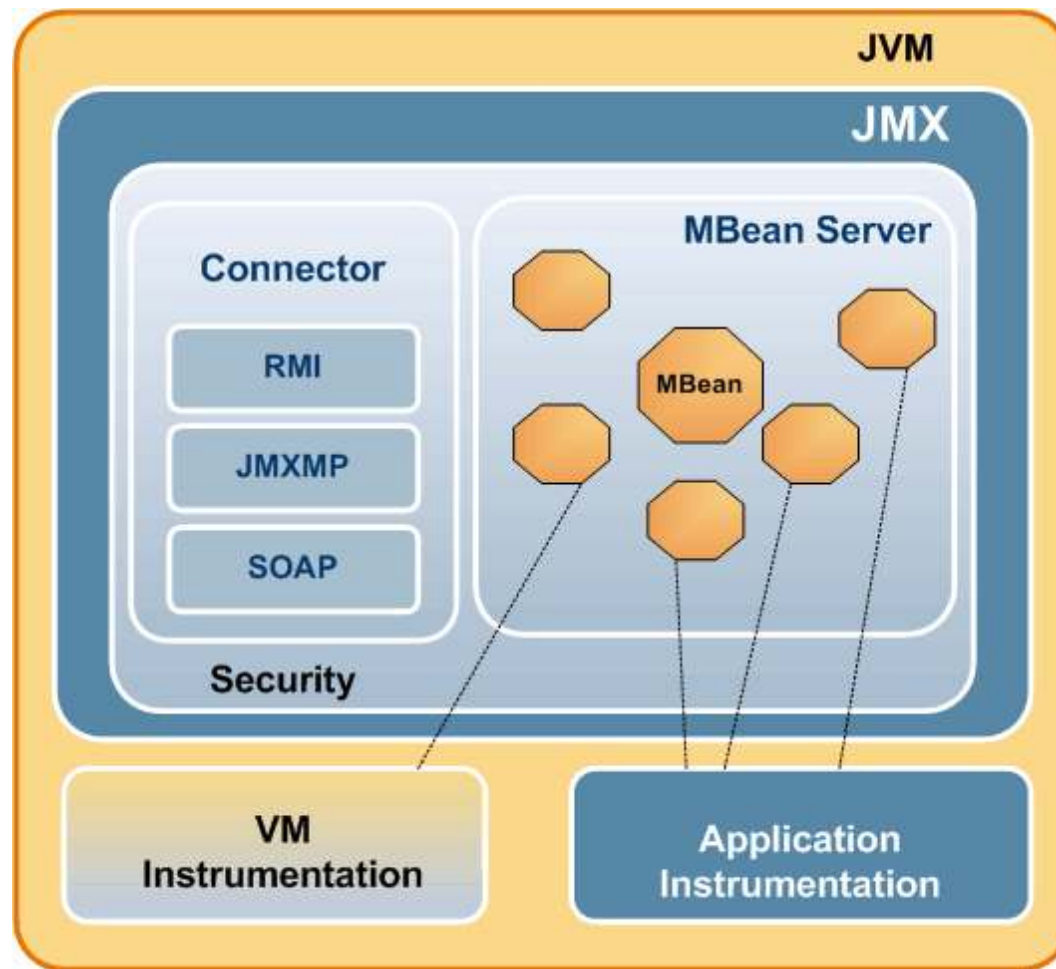 JVM
JMX
MBean Server
Connector
RMI
MBean
JMXMP
SOAP
Security
VM
Instrumentation
Application
Instrumentation